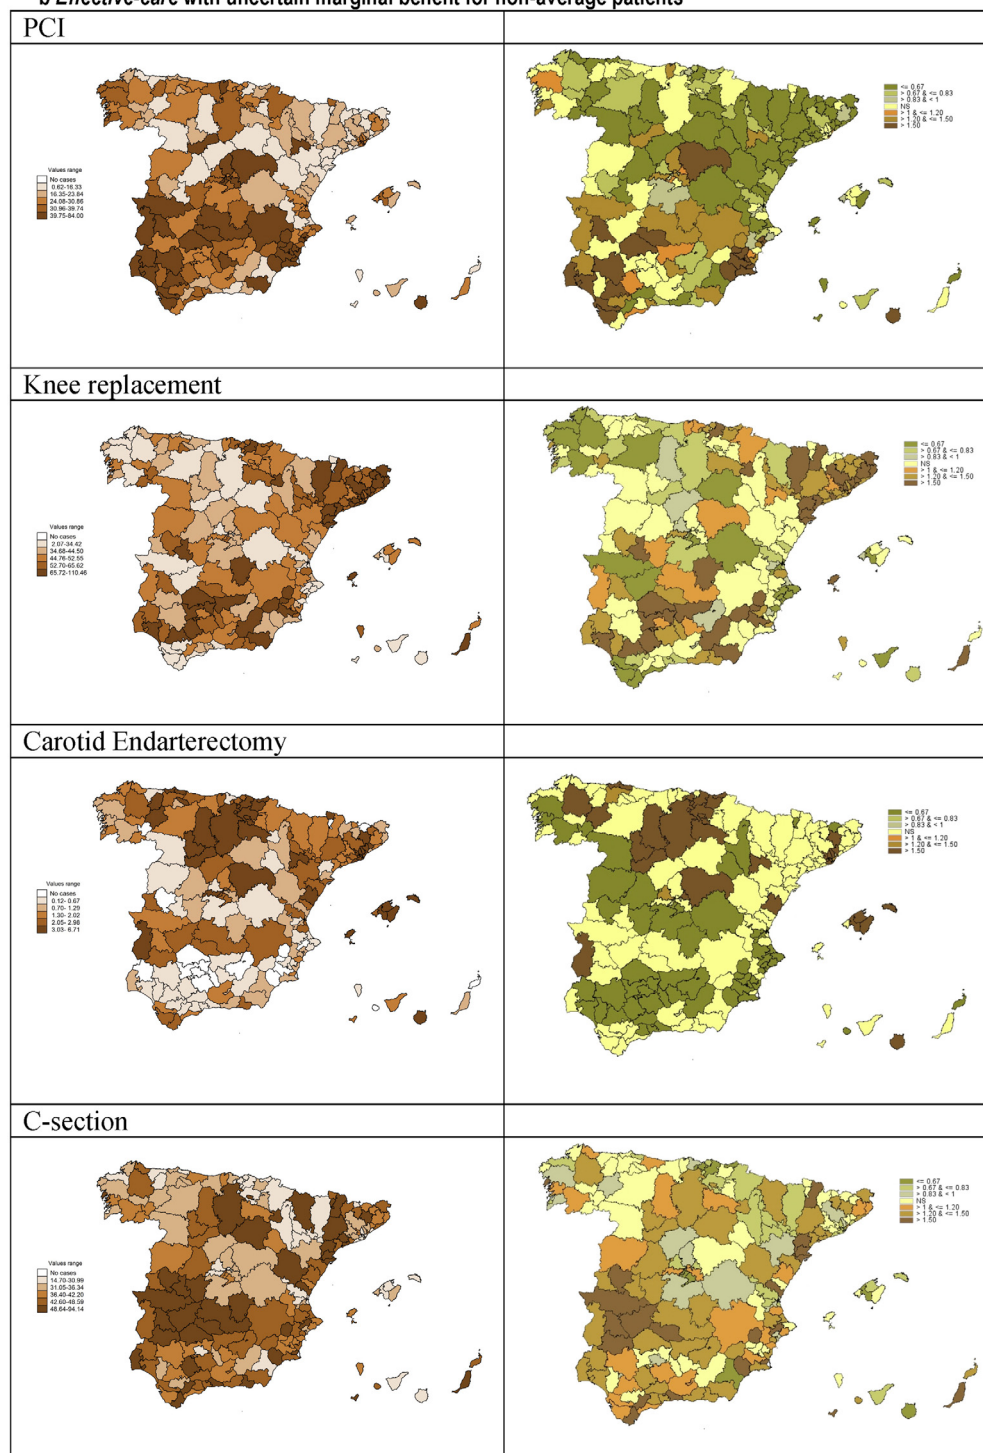 b Effective-care with uncertain marginal benefit for non-average patients
PCI
Values range
No cases
0.62-16.33
16.35-23.84
24.08-30.86
30.96-39.74
39.75-84.00
<= 0.67
> 0.67 & <= 0.83
> 0.83 & < 1
NS
> 1 & <= 1.20
> 1.20 & <= 1.50
> 1.50
Knee replacement
Values range
No cases
2.07-34.42
34.68-44.50
44.76-52.55
52.70-65.62
65.72-110.46
<= 0.67
> 0.67 & <= 0.83
> 0.83 & < 1
NS
> 1 & <= 1.20
> 1.20 & <= 1.50
> 1.50
Carotid Endarterectomy
Values range
No cases
0.12- 0.67
0.70- 1.29
1.30- 2.02
2.05- 2.98
3.03- 6.71
<= 0.67
> 0.67 & <= 0.83
> 0.83 & < 1
NS
> 1 & <= 1.20
> 1.20 & <= 1.50
> 1.50
C-section
Values range
No cases
14.70-30.99
31.05-36.34
36.40-42.20
42.60-48.59
48.64-94.14
<= 0.67
> 0.67 & <= 0.83
> 0.83 & < 1
NS
> 1 & <= 1.20
> 1.20 & <= 1.50
> 1.50